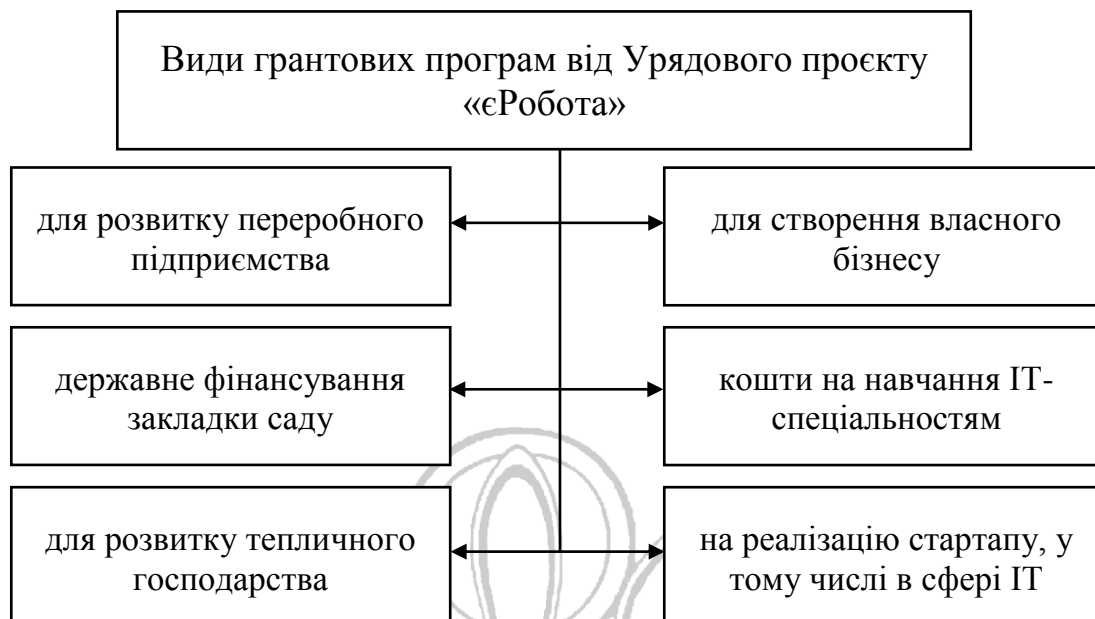 Види грантових програм від Урядового проєкту
«єРобота»
для розвитку переробного
підприємства
для створення власного
бізнесу
державне фінансування
закладки саду
кошти на навчання ІТ-
спеціальностям
для розвитку тепличного
господарства
на реалізацію стартапу, у
тому числі в сфері ІТ